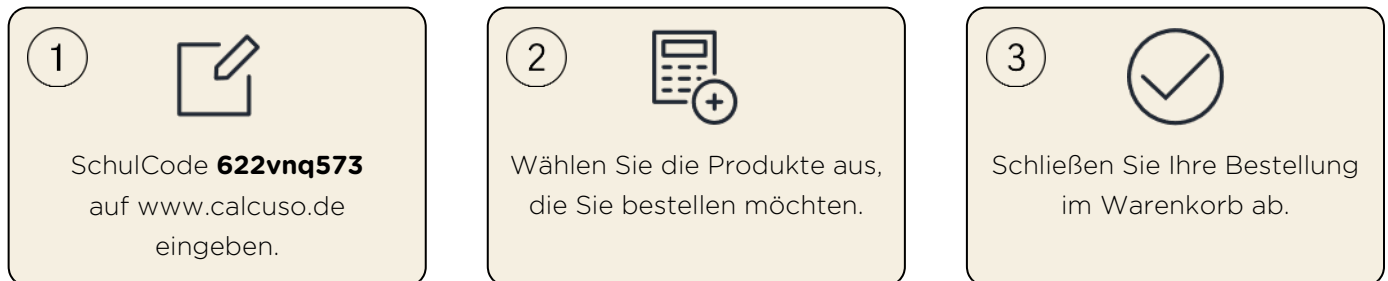 1
SchulCode 622vnq573
auf www.calcuso.de
eingeben.
2
Wählen Sie die Produkte aus,
die Sie bestellen möchten.
3
Schließen Sie Ihre Bestellung
im Warenkorb ab.